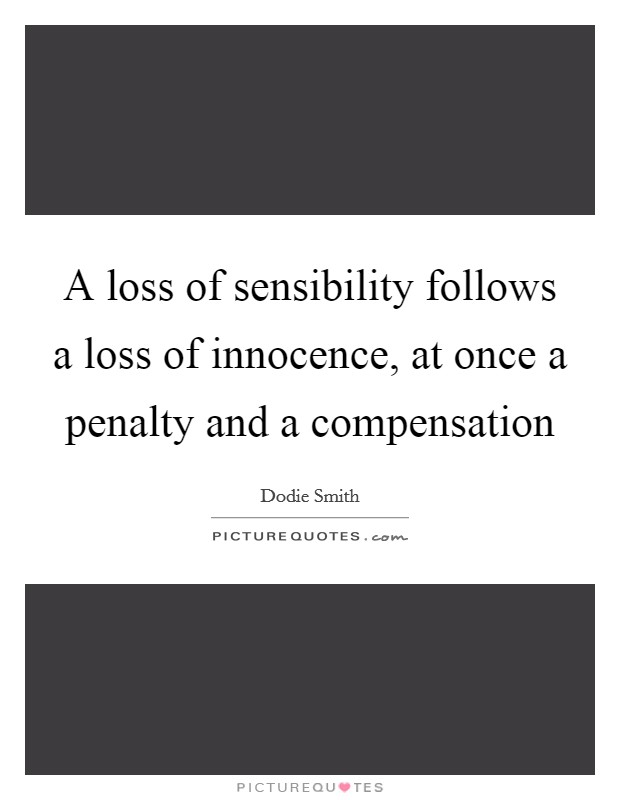 A loss of sensibility follows
a loss of innocence, at once a
penalty and a compensation
Dodie Smith
PICTUREQUOTES.com
PICTUREQUOTES